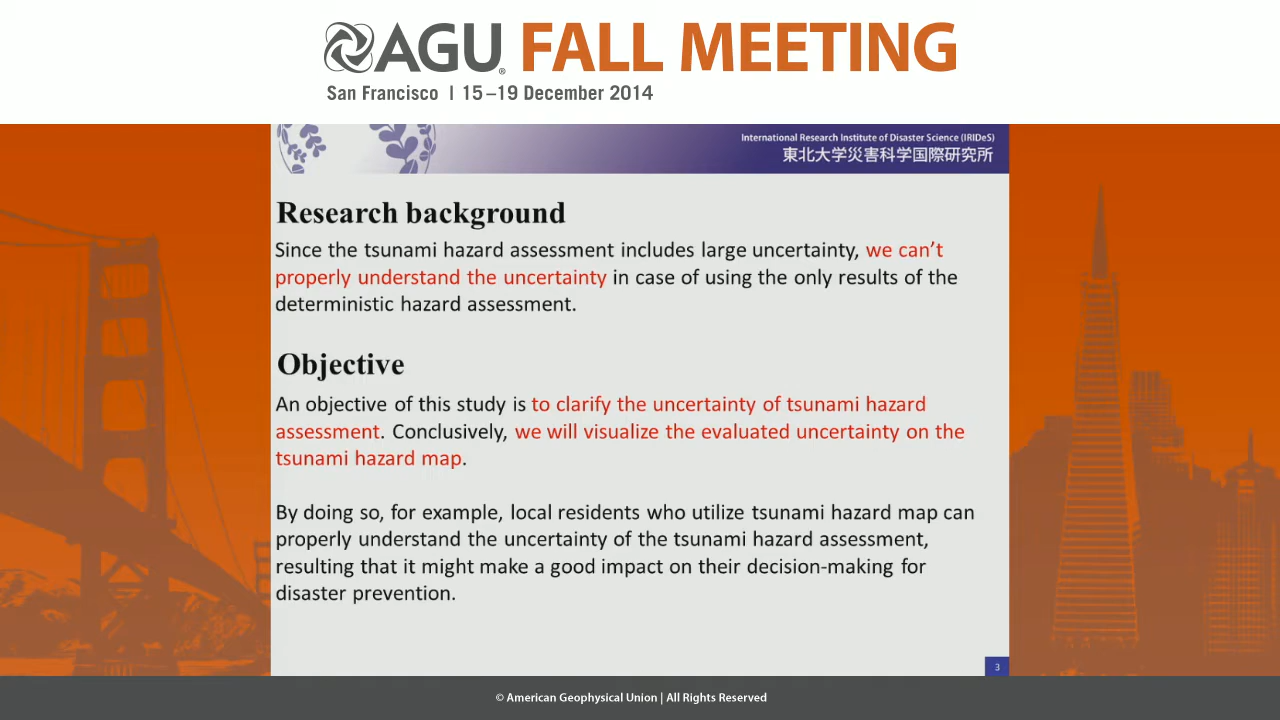 AGU FALL MEETING
San Francisco | 15–19 December 2014
International Research Institute of Disaster Science (IRIDeS)
東北大学災害科学国際研究所
Research background
Since the tsunami hazard assessment includes large uncertainty, we can’t
properly understand the uncertainty in case of using the only results of the
deterministic hazard assessment.
Objective
An objective of this study is to clarify the uncertainty of tsunami hazard
assessment. Conclusively, we will visualize the evaluated uncertainty on the
tsunami hazard map.
By doing so, for example, local residents who utilize tsunami hazard map can
properly understand the uncertainty of the tsunami hazard assessment,
resulting that it might make a good impact on their decision-making for
disaster prevention.
3
© American Geophysical Union | All Rights Reserved